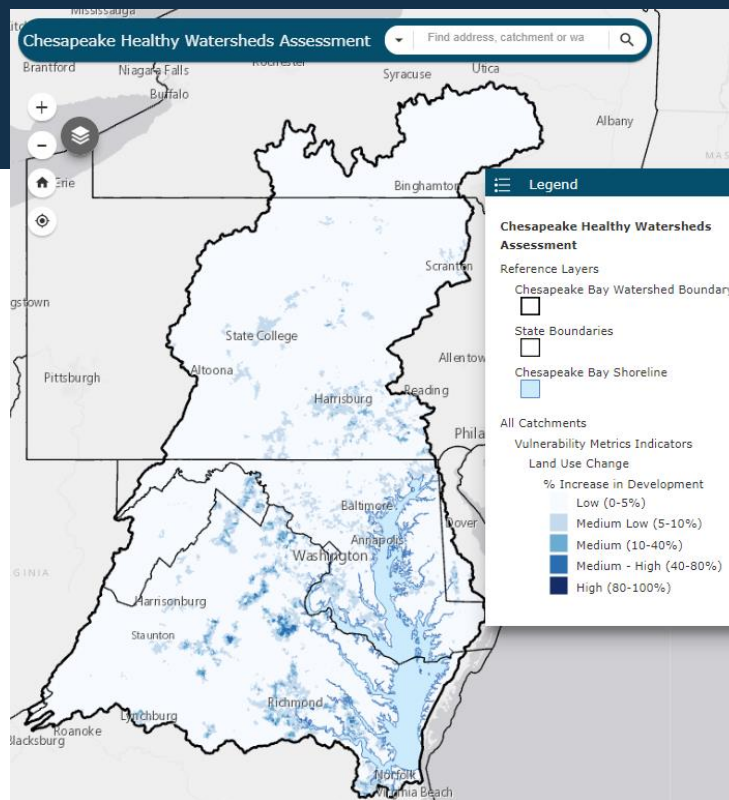 Mississauga
Chesapeake Healthy Watersheds Assessment
Find address, catchment or wa
Brantford
Niagara Falls
Rochester
Syracuse
Utica
Buffalo
Albany
MAS
Erie
Binghamton
Scranton
gstown
State College
Altoona
Allentow
Pittsburgh
Harrisburg
Reading
Phila
Baltimore
Dover
Annapolis
Washington
GINIA
Harrisonburg
Staunton
Richmond
Lynchburg
Roanoke
Blacksburg
Norfolk
Virginia Beach
Legend
Chesapeake Healthy Watersheds
Assessment
Reference Layers
Chesapeake Bay Watershed Boundary
State Boundaries
Chesapeake Bay Shoreline
All Catchments
Vulnerability Metrics Indicators
Land Use Change
% Increase in Development
Low (0-5%)
Medium Low (5-10%)
Medium (10-40%)
Medium - High (40-80%)
High (80-100%)